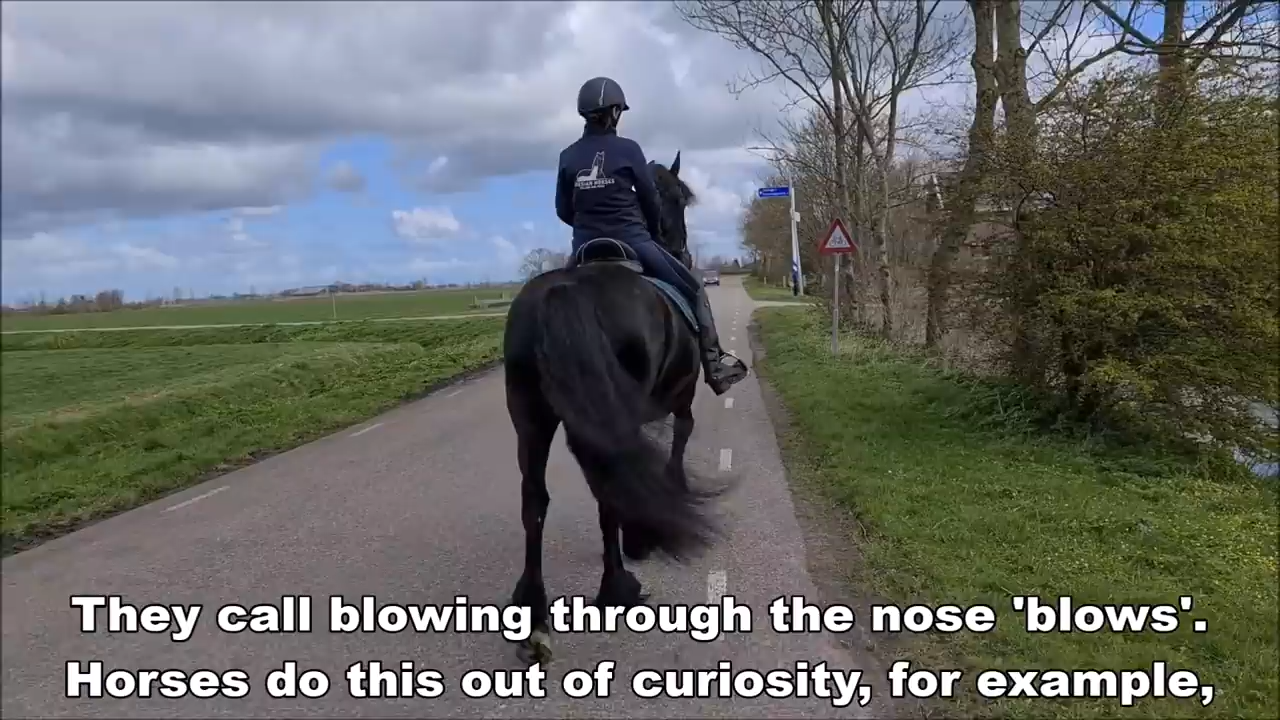 They call blowing through the nose 'blows'.
Horses do this out of curiosity, for example,